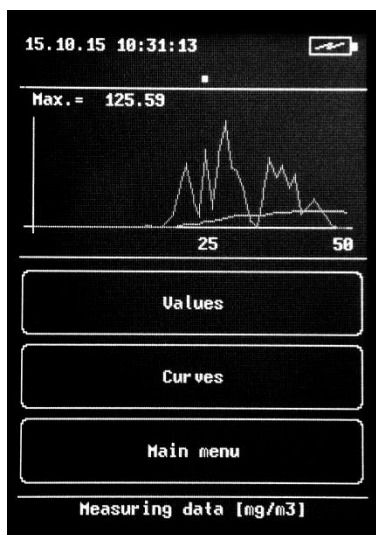 15.10.15 10:31:13
Max.= 125.59
25 50
Values
Curves
Main menu
Measuring data [mg/m3]